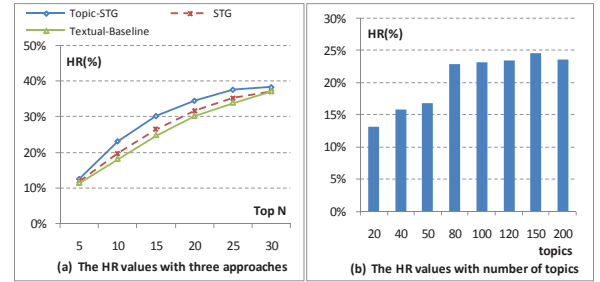 Topic-STG
STG
Textual-Baseline
HR(%)
50%
40%
30%
20%
10%
0%
Top N
5 10 15 20 25 30
(a) The HR values with three approaches
HR(%)
30%
25%
20%
15%
10%
5%
0%
20 40 50 80 100 120 150 200
topics
(b) The HR values with number of topics